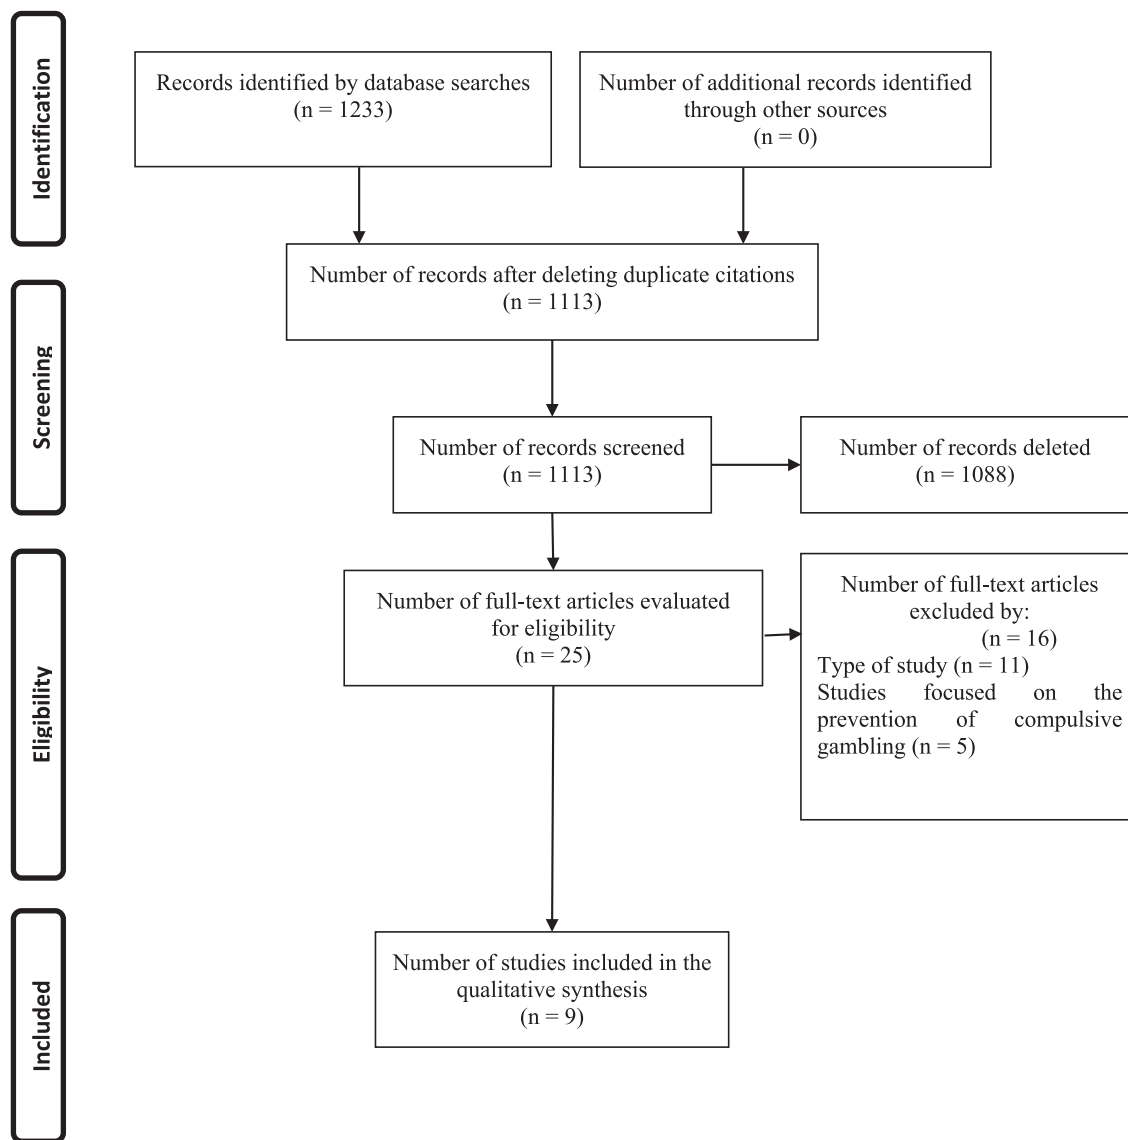 Identification
Records identified by database searches
(n = 1233)
Number of additional records identified
through other sources
(n = 0)
Number of records after deleting duplicate citations
(n = 1113)
Screening
Number of records screened
(n = 1113)
Number of records deleted
(n = 1088)
Eligibility
Number of full-text articles evaluated
for eligibility
(n = 25)
Number of full-text articles
excluded by:
(n = 16)
Type of study (n = 11)
Studies focused on the
prevention of compulsive
gambling (n = 5)
Included
Number of studies included in the
qualitative synthesis
(n = 9)